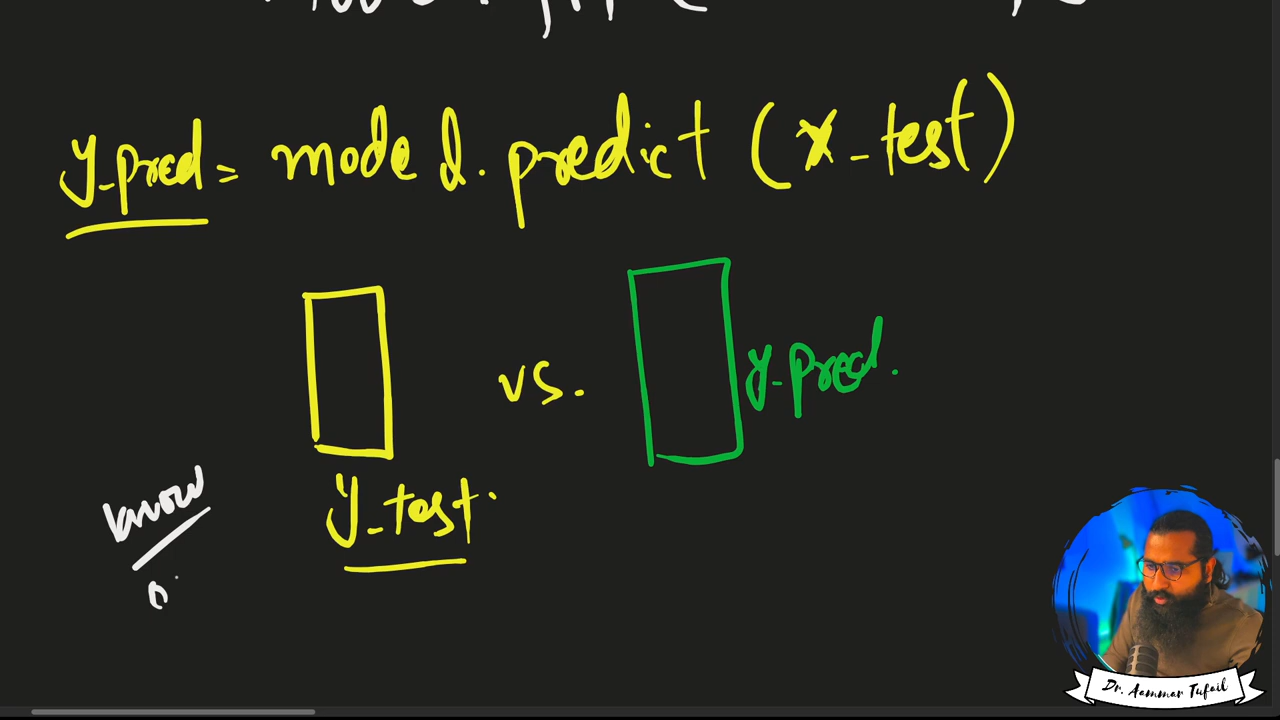 y_pred = model.predict (x_test)
vs.
y_pred.
know
y_test.
Dr. Aammar Tufail